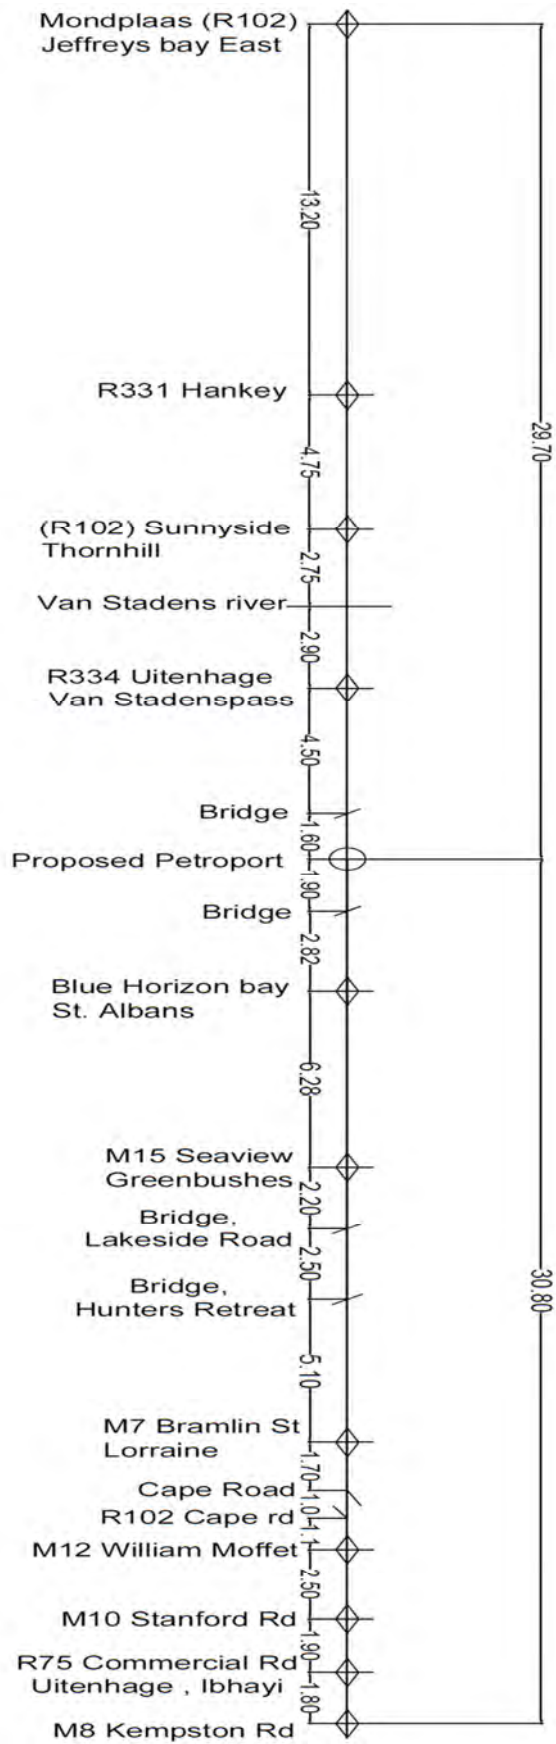 Mondplaas (R102)
Jeffreys bay East
13.20
R331 Hankey
29.70
4.75
(R102) Sunnyside
Thornhill
2.75
Van Stadens river
2.90
R334 Uitenhage
Van Stadenspass
4.50
Bridge
1.60
Proposed Petroport
1.90
Bridge
2.82
Blue Horizon bay
St. Albans
6.28
M15 Seaview
Greenbushes
2.20
Bridge,
Lakeside Road
2.50
30.80
Bridge,
Hunters Retreat
5.10
M7 Bramlin St
Lorraine
1.70
Cape Road
1.0
R102 Cape rd
1.1
M12 William Moffet
2.50
M10 Stanford Rd
1.90
R75 Commercial Rd
Uitenhage , Ibhayi
1.80
M8 Kempston Rd